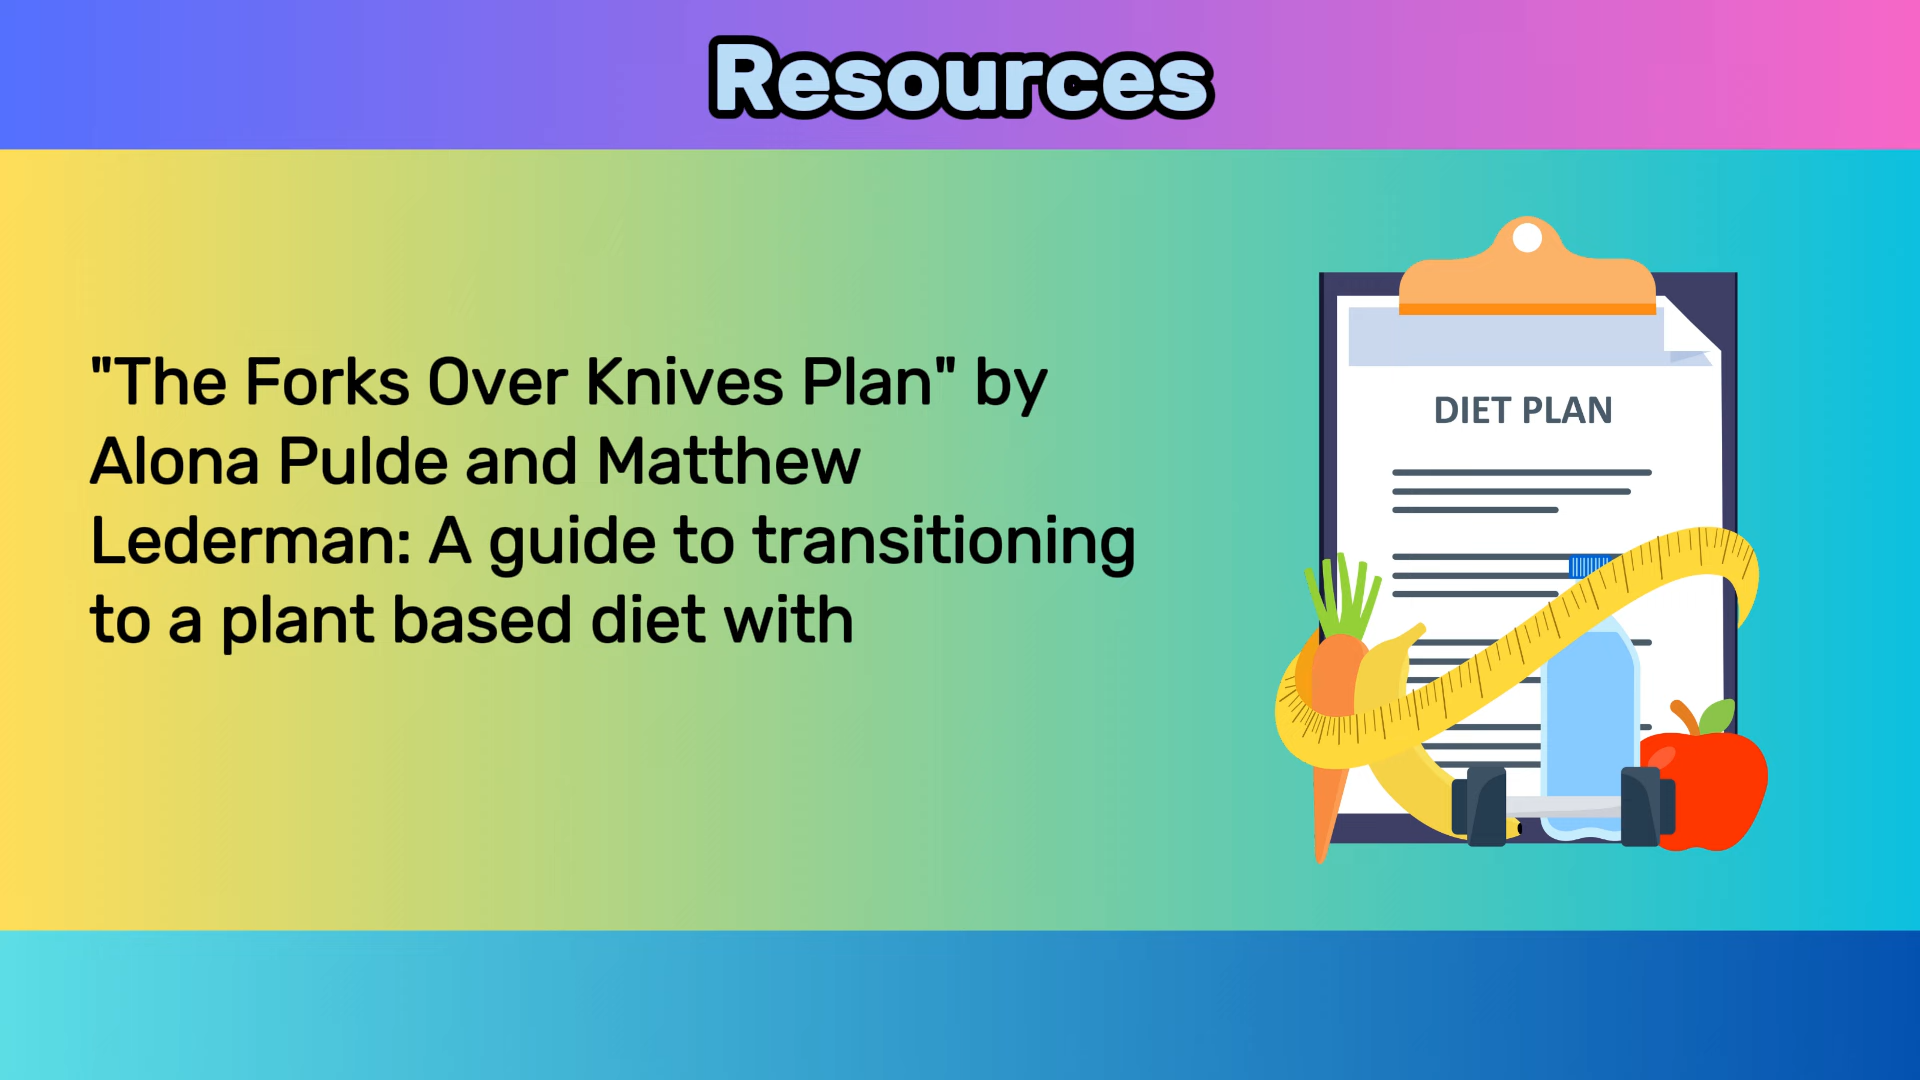 Resources
"The Forks Over Knives Plan" by
Alona Pulde and Matthew
Lederman: A guide to transitioning
to a plant based diet with
DIET PLAN